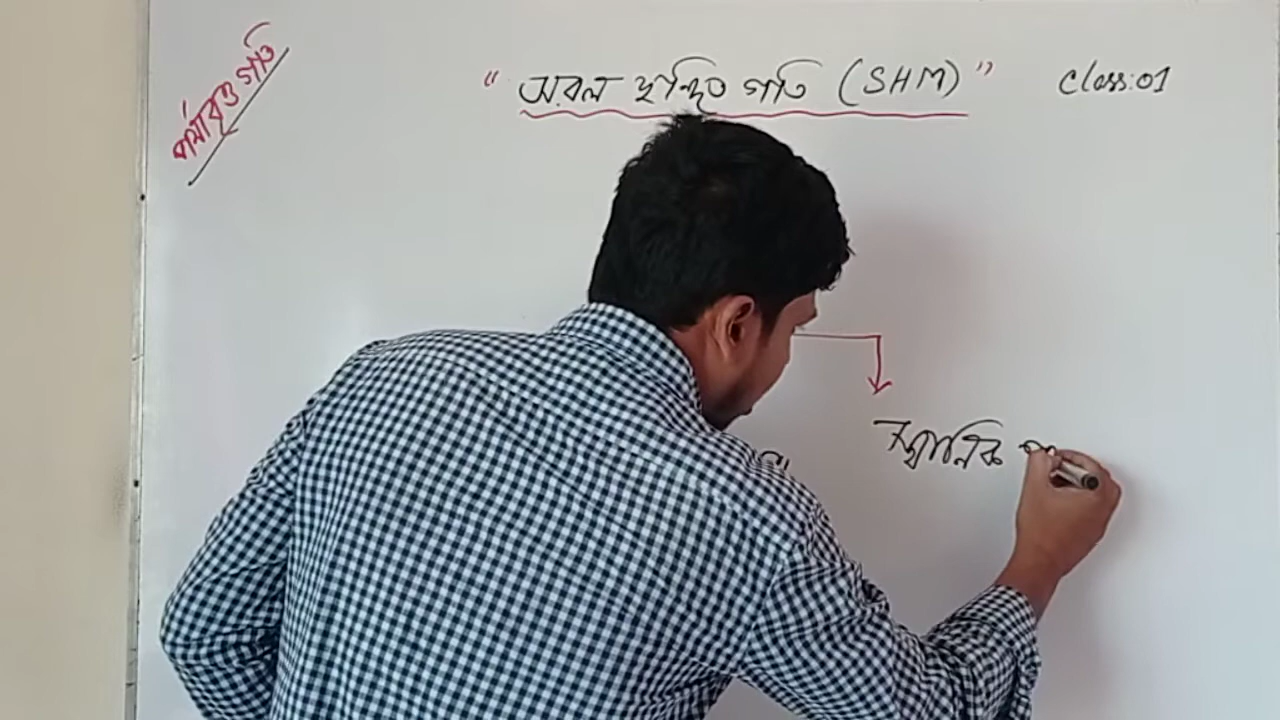 পর্যাবৃত্ত গতি
" সরল ছন্দিত গতি (SHM) " Class:01
স্থানিক